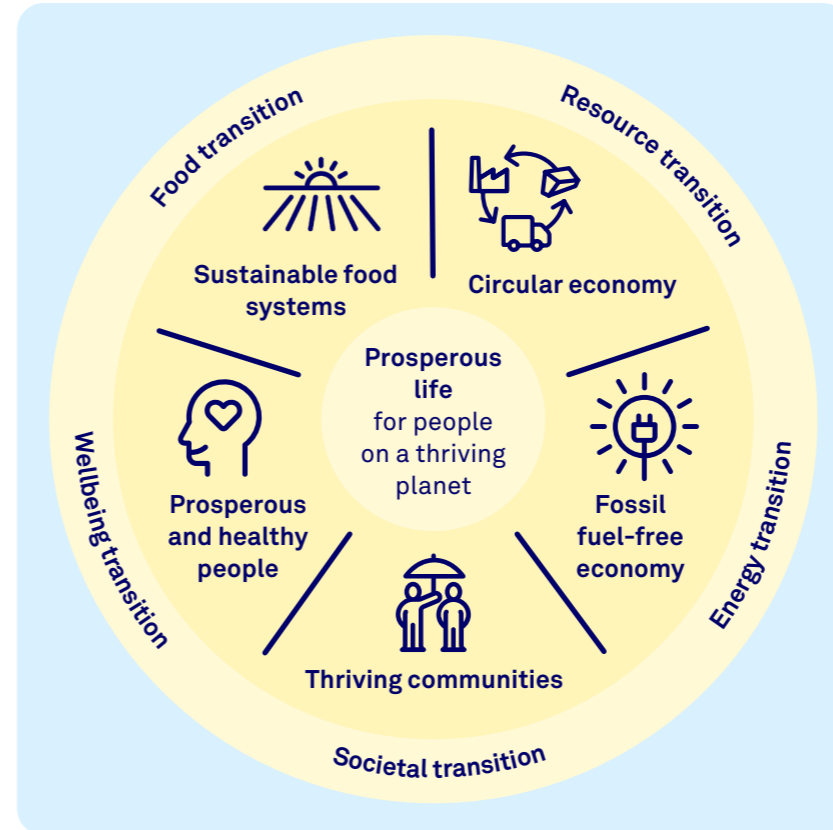 Food transition
Resource transition
Sustainable food
systems
Circular economy
Prosperous
life
for people
on a thriving
planet
Prosperous
and healthy
people
Fossil
fuel-free
economy
Wellbeing transition
Energy transition
Thriving communities
Societal transition